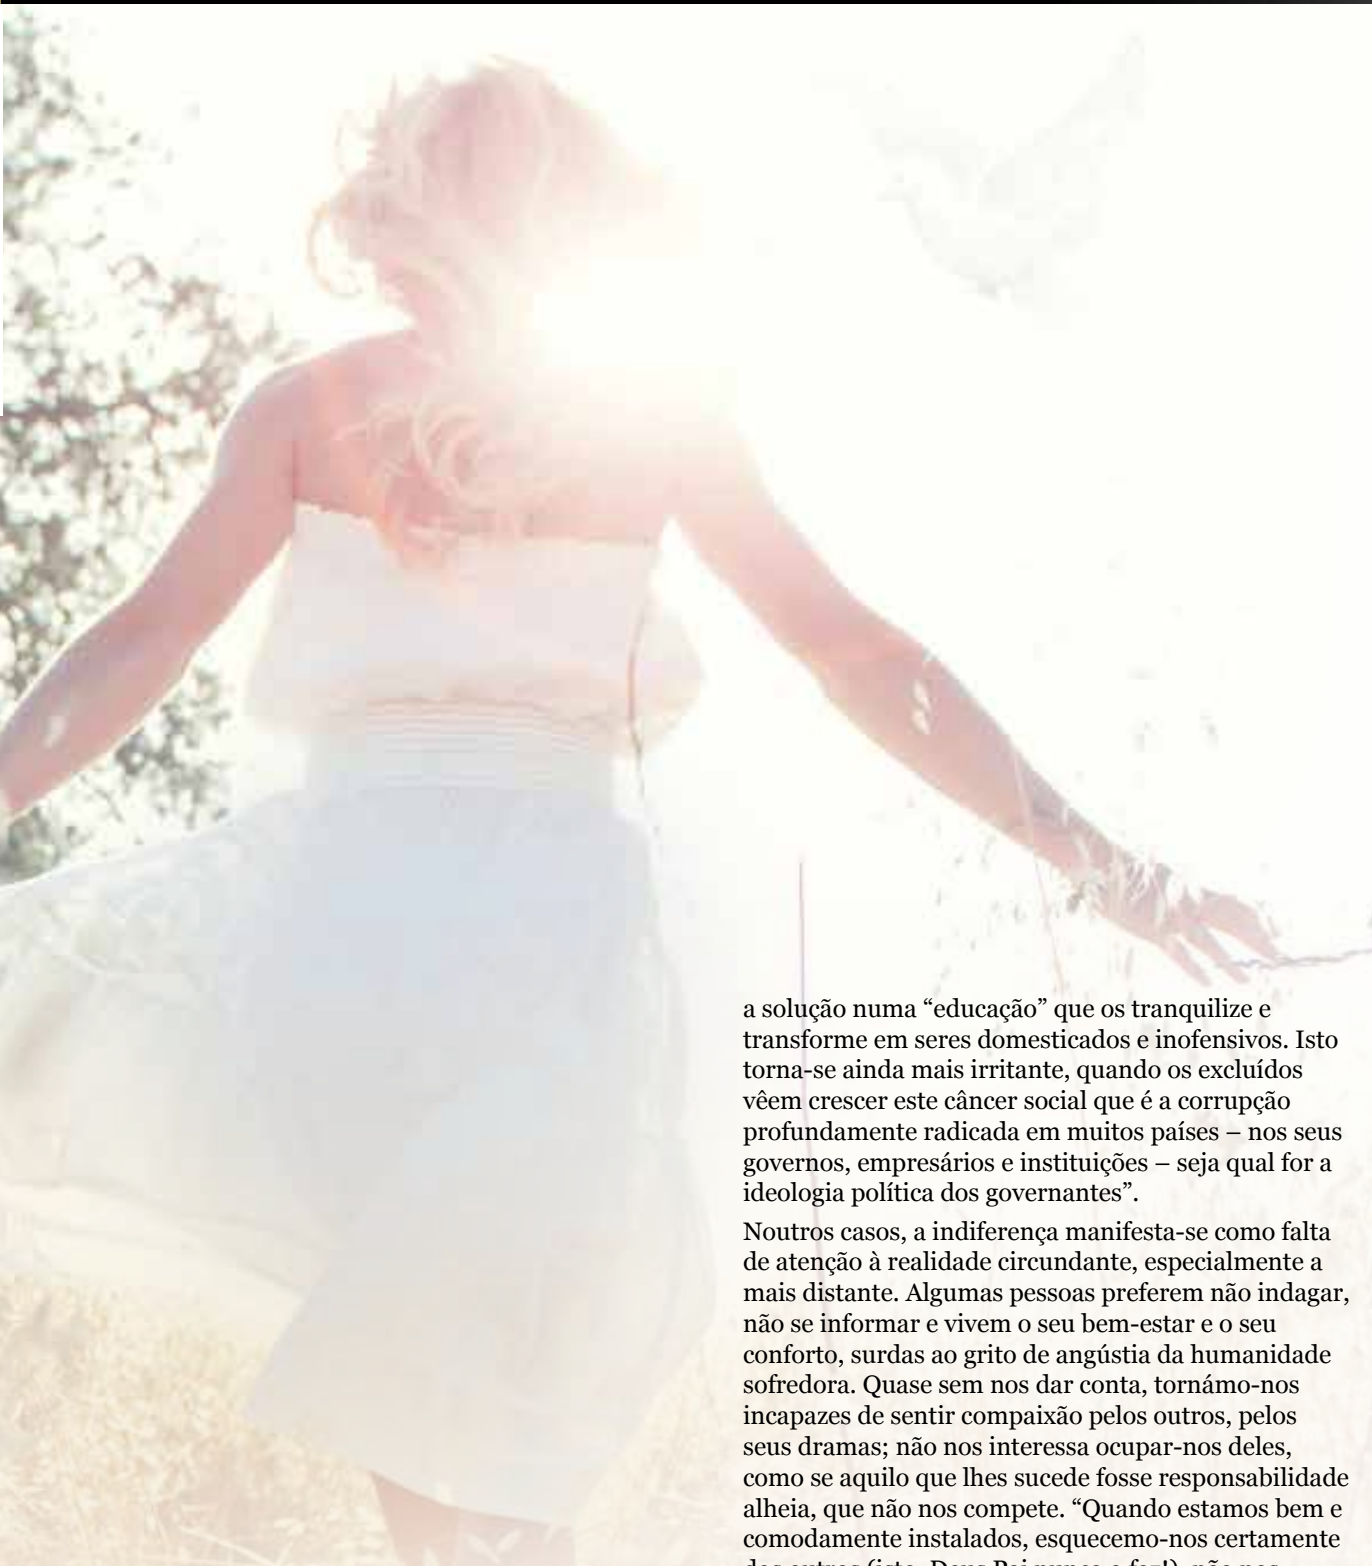 a solução numa “educação” que os tranquilize e
transforme em seres domesticados e inofensivos. Isto
torna-se ainda mais irritante, quando os excluídos
vêem crescer este câncer social que é a corrupção
profundamente radicada em muitos países – nos seus
governos, empresários e instituições – seja qual for a
ideologia política dos governantes”.
Noutros casos, a indiferença manifesta-se como falta
de atenção à realidade circundante, especialmente a
mais distante. Algumas pessoas preferem não indagar,
não se informar e vivem o seu bem-estar e o seu
conforto, surdas ao grito de angústia da humanidade
sofredora. Quase sem nos dar conta, tornámo-nos
incapazes de sentir compaixão pelos outros, pelos
seus dramas; não nos interessa ocupar-nos deles,
como se aquilo que lhes sucede fosse responsabilidade
alheia, que não nos compete. “Quando estamos bem e
comodamente instalados, esquecemo-nos certamente